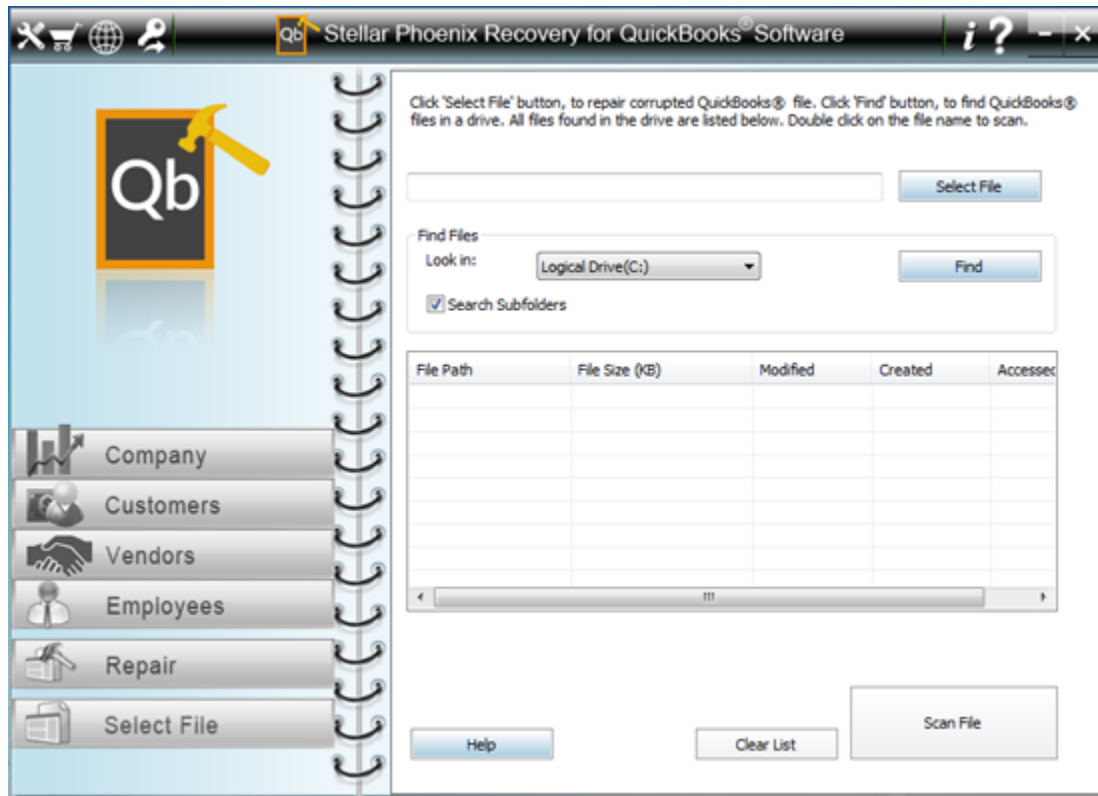 Qb Stellar Phoenix Recovery for QuickBooks® Software i ? - ×
Qb
Click 'Select File' button, to repair corrupted QuickBooks® file. Click 'Find' button, to find QuickBooks®
files in a drive. All files found in the drive are listed below. Double click on the file name to scan.
Select File
Find Files
Look in: Logical Drive(C:) Find
Search Subfolders
File Path File Size (KB) Modified Created Accessed
Company
Customers
Vendors
Employees
Repair
Select File
Help Clear List Scan File